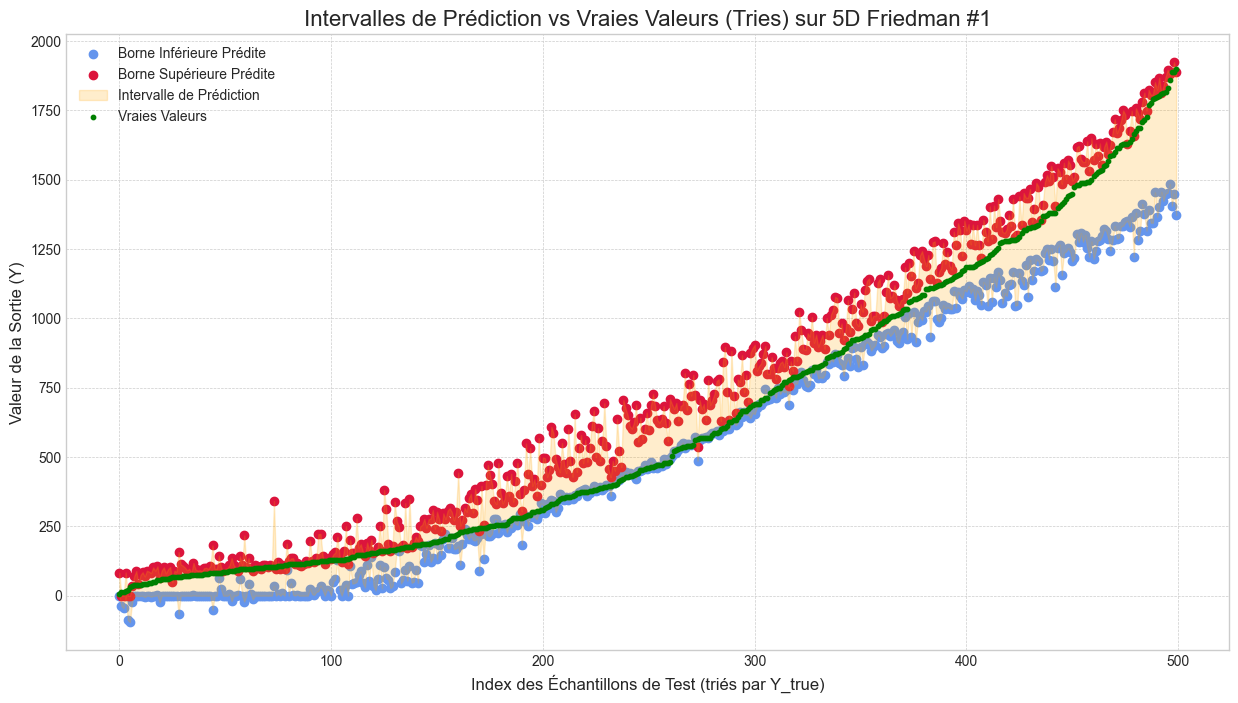 Intervalles de Prédiction vs Vraies Valeurs (Tries) sur 5D Friedman #1
Borne Inférieure Prédite
Borne Supérieure Prédite
Intervalle de Prédiction
Vraies Valeurs
Valeur de la Sortie (Y)
2000
1750
1500
1250
1000
750
500
250
0
0 100 200 300 400 500
Index des Échantillons de Test (triés par Y_true)